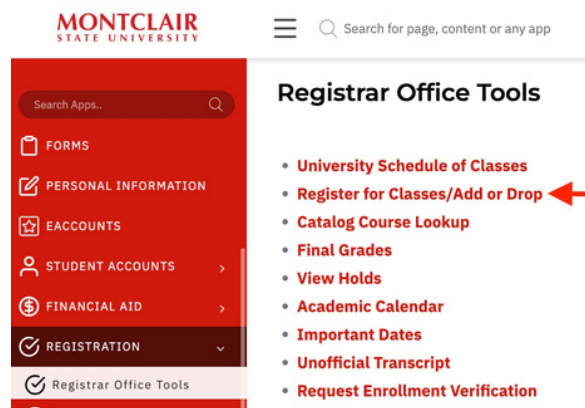 MONTCLAIR
STATE UNIVERSITY
Search for page, content or any app
Search Apps..
FORMS
PERSONAL INFORMATION
EACCOUNTS
STUDENT ACCOUNTS
FINANCIAL AID
REGISTRATION
Registrar Office Tools
Registrar Office Tools
University Schedule of Classes
Register for Classes/Add or Drop
Catalog Course Lookup
Final Grades
View Holds
Academic Calendar
Important Dates
Unofficial Transcript
Request Enrollment Verification